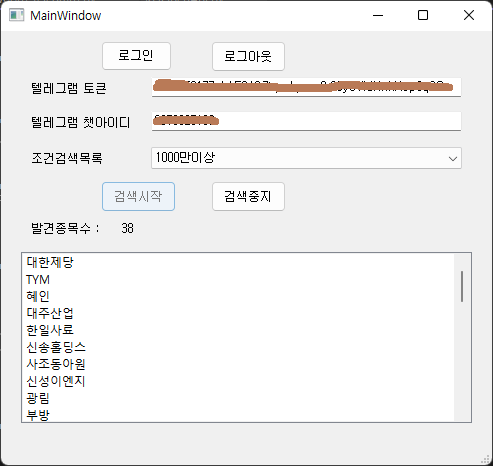 MainWindow
로그인 로그아웃
텔레그램 토큰
텔레그램 챗아이디
조건검색목록 1000만이상
검색시작 검색중지
발견종목수 : 38
대한제당
TYM
혜인
대주산업
한일사료
신송홀딩스
사조동아원
신성이엔지
광림
부방